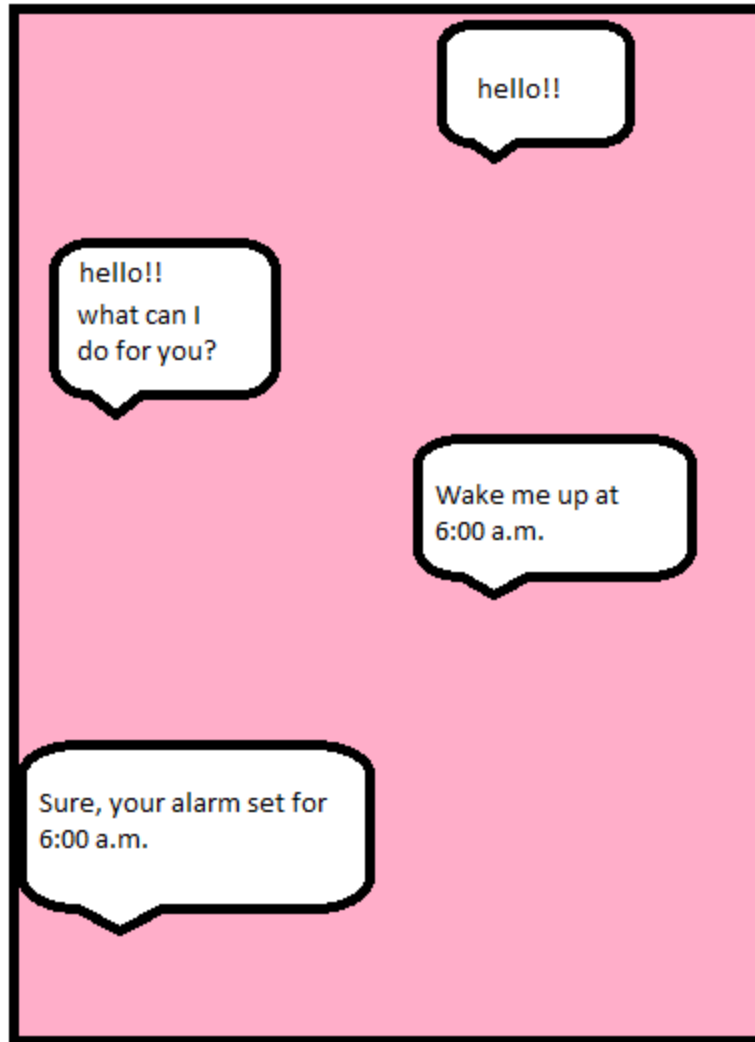 hello!!
hello!!
what can I
do for you?
Wake me up at
6:00 a.m.
Sure, your alarm set for
6:00 a.m.